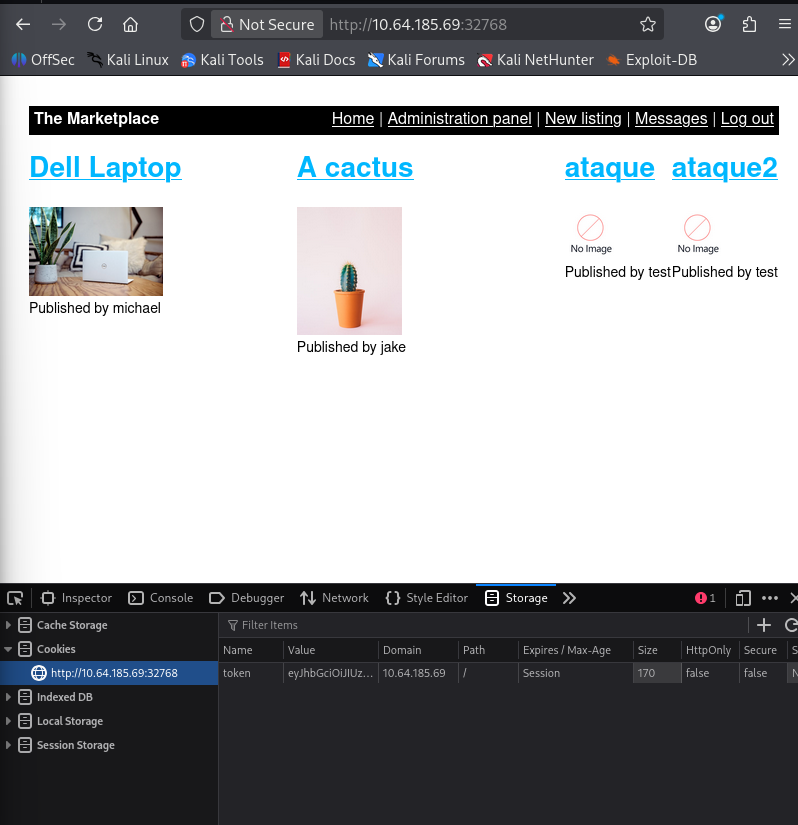 Not Secure http://10.64.185.69:32768
OffSec Kali Linux Kali Tools Kali Docs Kali Forums Kali NetHunter Exploit-DB
The Marketplace Home | Administration panel | New listing | Messages | Log out
Dell Laptop A cactus ataque ataque2
No Image No Image
Published by test Published by test
Published by michael
Published by jake
Inspector Console Debugger Network Style Editor Storage 1
Cache Storage Filter Items
Cookies Name Value Domain Path Expires / Max-Age Size HttpOnly Secure S
http://10.64.185.69:32768 token eyJhbGciOiJIUz... 10.64.185.69 / Session 170 false false N
Indexed DB
Local Storage
Session Storage